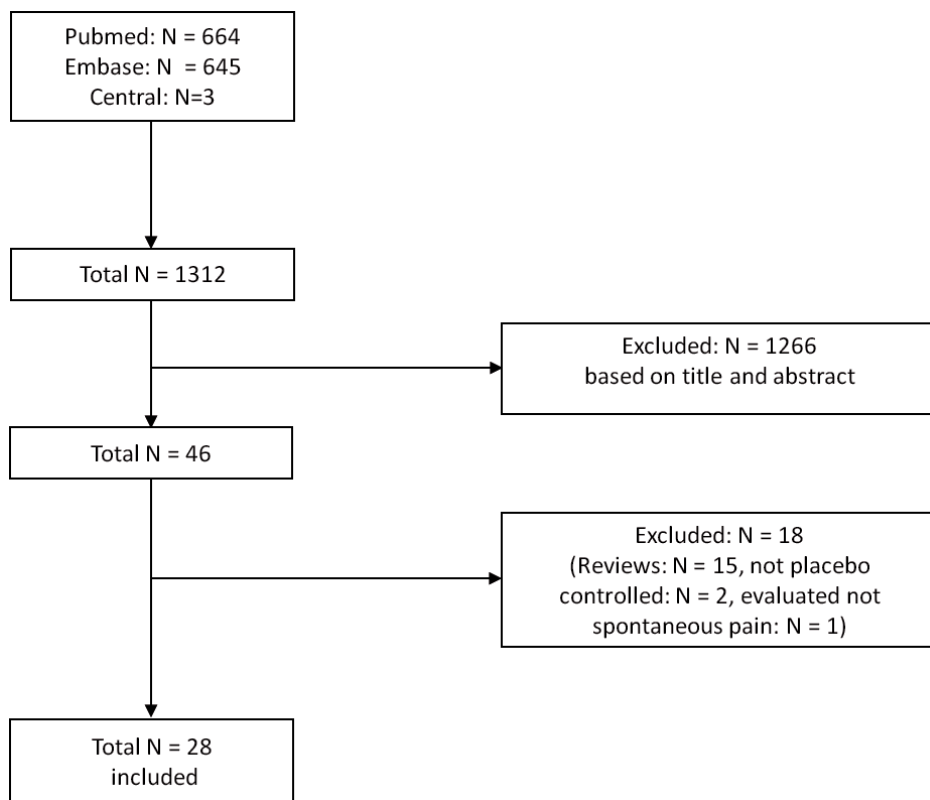 Pubmed: N = 664
Embase: N  = 645
Central: N=3
Total N = 1312
Excluded: N = 1266
based on title and abstract
Total N = 46
Excluded: N = 18
(Reviews: N = 15, not placebo
controlled: N = 2, evaluated not
spontaneous pain: N = 1)
Total N = 28
included